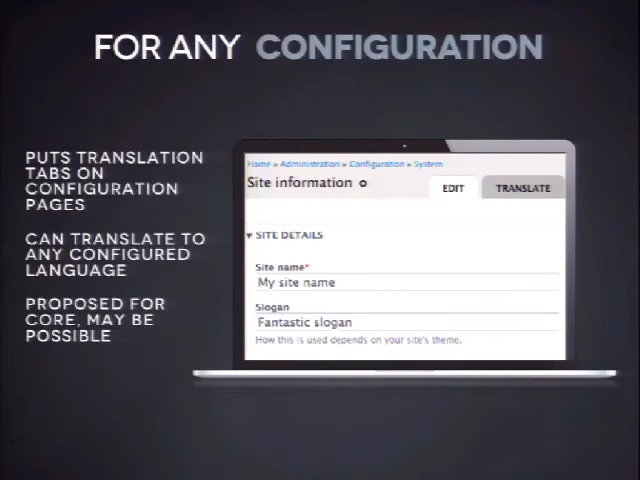 FOR ANY CONFIGURATION
PUTS TRANSLATION
TABS ON
CONFIGURATION
PAGES
CAN TRANSLATE TO
ANY CONFIGURED
LANGUAGE
PROPOSED FOR
CORE, MAY BE
POSSIBLE
Home » Administration » Configuration » System
Site information
EDIT
TRANSLATE
SITE DETAILS
Site name*
My site name
Slogan
Fantastic slogan
How this is used depends on your site's theme.